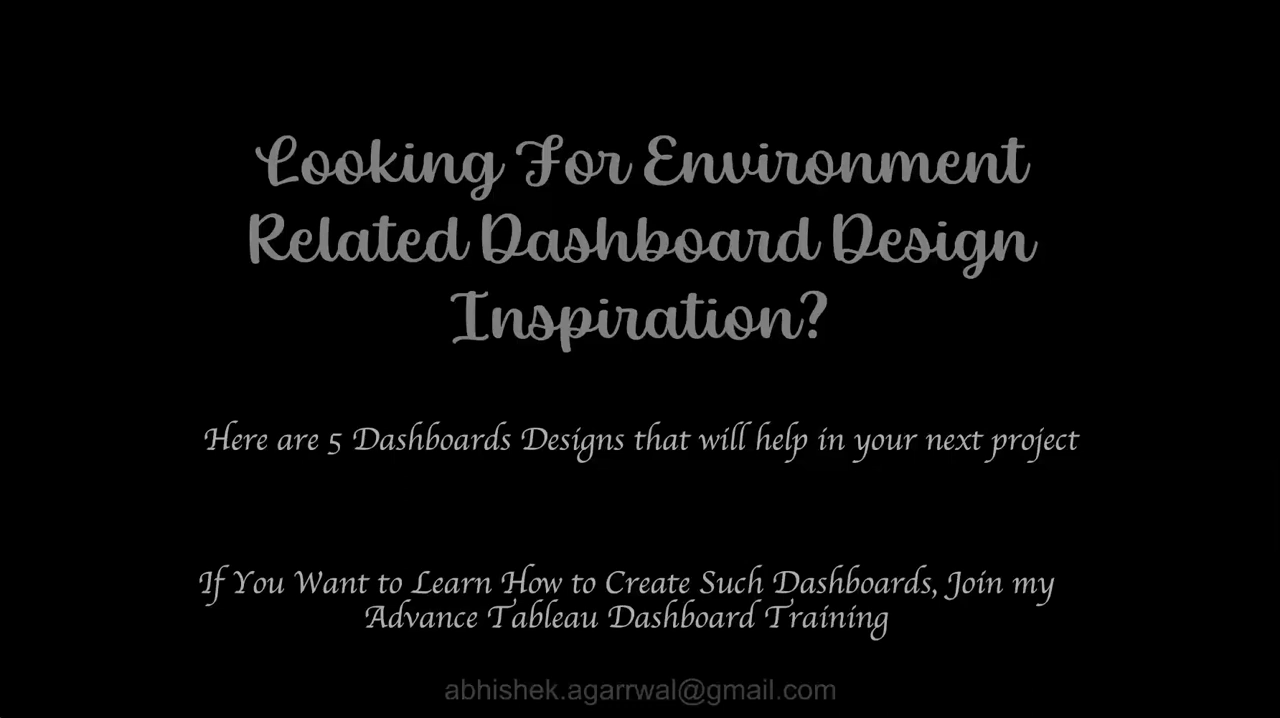 Looking For Environment
Related Dashboard Design
Inspiration?
Here are 5 Dashboards Designs that will help in your next project
If You Want to Learn How to Create Such Dashboards, Join my
Advance Tableau Dashboard Training
abhishek.agarrwal@gmail.com